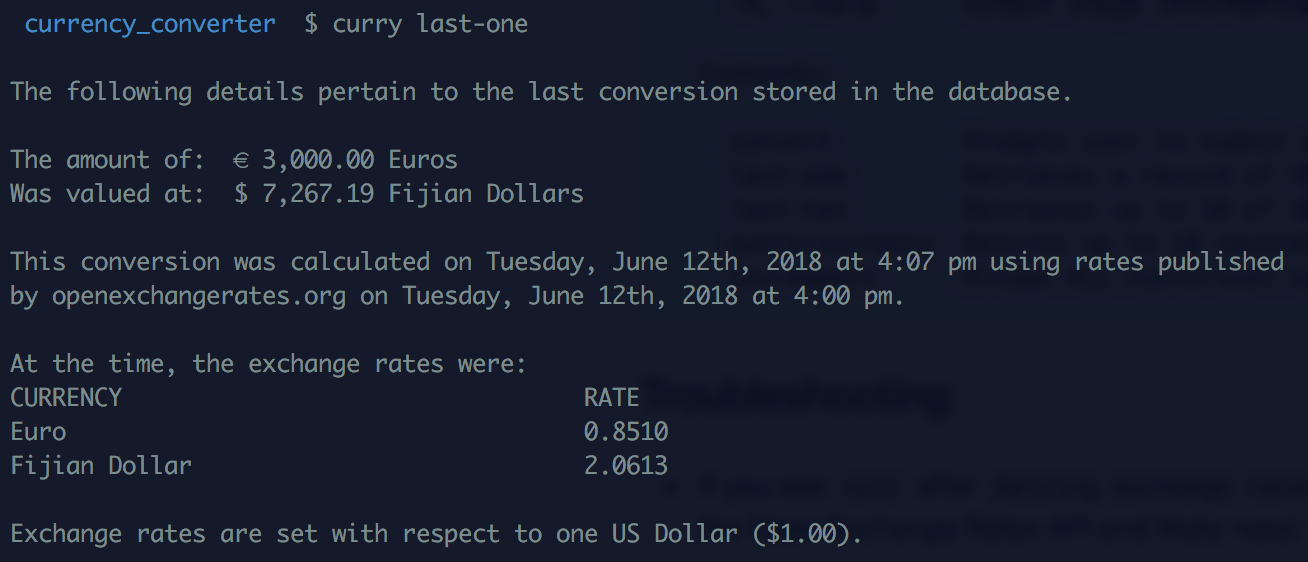 currency_converter $ curry last-one
The following details pertain to the last conversion stored in the database.
The amount of: € 3,000.00 Euros
Was valued at: $ 7,267.19 Fijian Dollars
This conversion was calculated on Tuesday, June 12th, 2018 at 4:07 pm using rates published
by openexchangerates.org on Tuesday, June 12th, 2018 at 4:00 pm.
At the time, the exchange rates were:
CURRENCY RATE
Euro 0.8510
Fijian Dollar 2.0613
Troubleshooting
Exchange rates are set with respect to one US Dollar ($1.00).